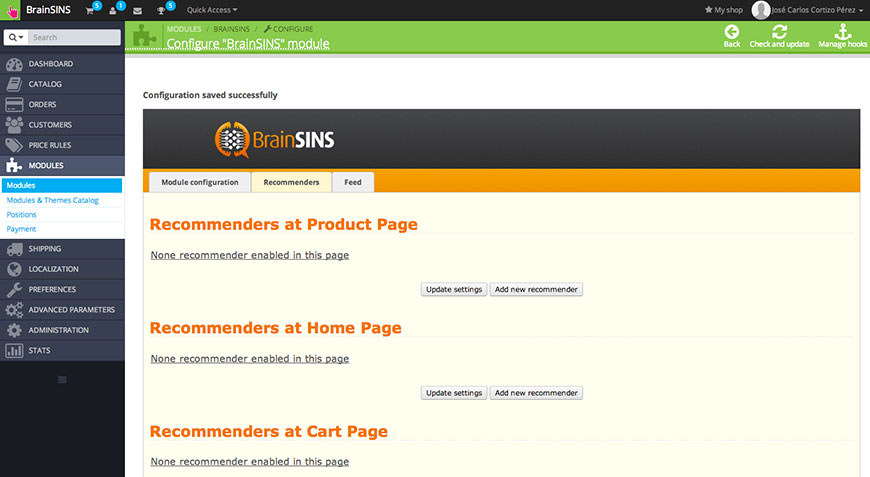 BrainSINS 5 1 5 Quick Access My shop José Carlos Cortizo Pérez
Search
MODULES / BRAINSINS / CONFIGURE
Configure "BrainSINS" module
Back Check and update Manage hooks
DASHBOARD
CATALOG
ORDERS
CUSTOMERS
PRICE RULES
MODULES
Modules
Modules & Themes Catalog
Positions
Payment
SHIPPING
LOCALIZATION
PREFERENCES
ADVANCED PARAMETERS
ADMINISTRATION
STATS
Configuration saved successfully
BrainSINS
Module configuration Recommenders Feed
Recommenders at Product Page
None recommender enabled in this page
Update settings Add new recommender
Recommenders at Home Page
None recommender enabled in this page
Update settings Add new recommender
Recommenders at Cart Page
None recommender enabled in this page